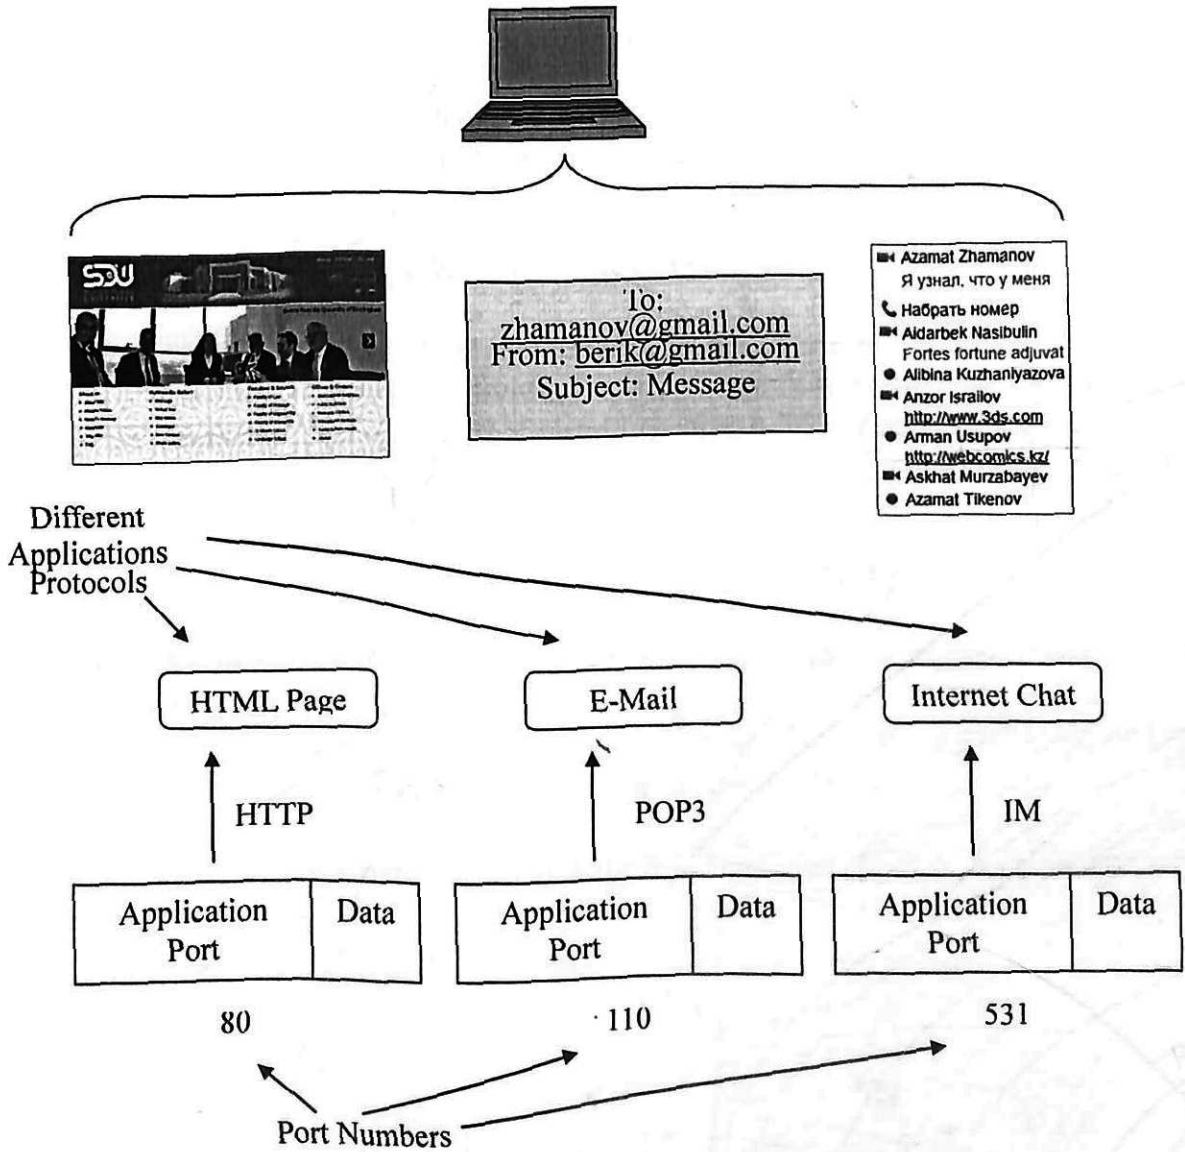 SDU
To:
zhamanov@gmail.com
From: berik@gmail.com
Subject: Message
Azamat Zhamanov
Я узнал, что у меня
Набрать номер
Aidarbek Nasibulin
Fortes fortune adjuvat
Alibina Kuzhaniyazova
Anzor Israilov
http://www.3ds.com
Arman Usupov
http://webcomics.kz/
Askhat Murzabayev
Azamat Tikenov
Different
Applications
Protocols
HTML Page
E-Mail
Internet Chat
HTTP
POP3
IM
Application
Port
Data
Application
Port
Data
Application
Port
Data
80
110
531
Port Numbers